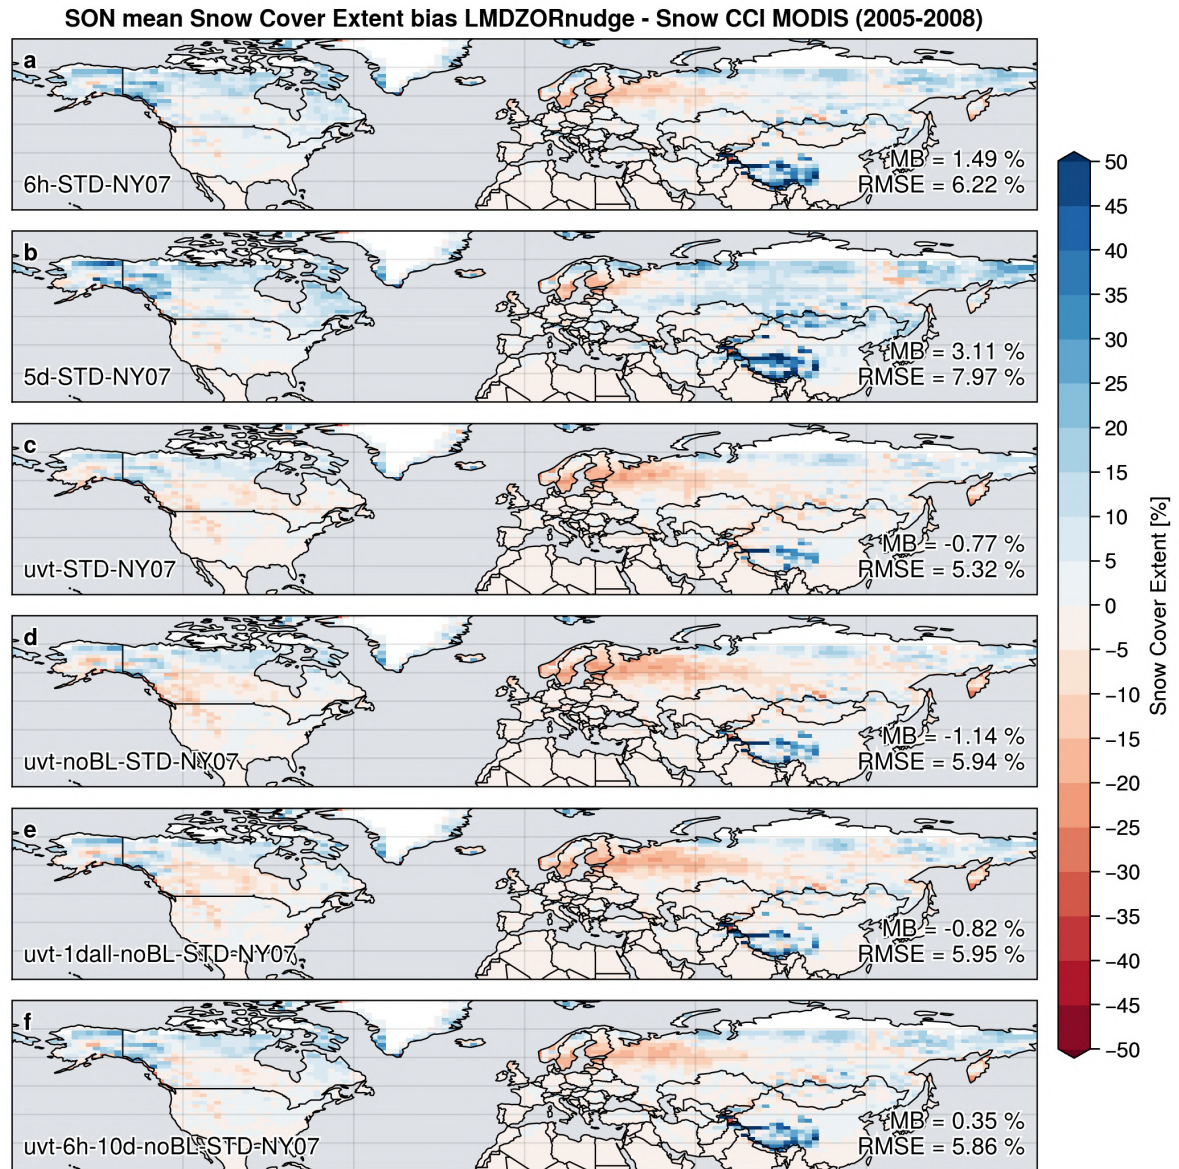 SON mean Snow Cover Extent bias LMDZORnudge - Snow CCI MODIS (2005-2008)
a
6h-STD-NY07
MB = 1.49 %
RMSE = 6.22 %
b
5d-STD-NY07
MB = 3.11 %
RMSE = 7.97 %
c
uvt-STD-NY07
MB = -0.77 %
RMSE = 5.32 %
d
uvt-noBL-STD-NY07
MB = -1.14 %
RMSE = 5.94 %
e
uvt-1dall-noBL-STD-NY07
MB = -0.82 %
RMSE = 5.95 %
f
uvt-6h-10d-noBL-STD-NY07
MB = 0.35 %
RMSE = 5.86 %
50
45
40
35
30
25
20
15
10
5
0
−5
−10
−15
−20
−25
−30
−35
−40
−45
−50
Snow Cover Extent [%]